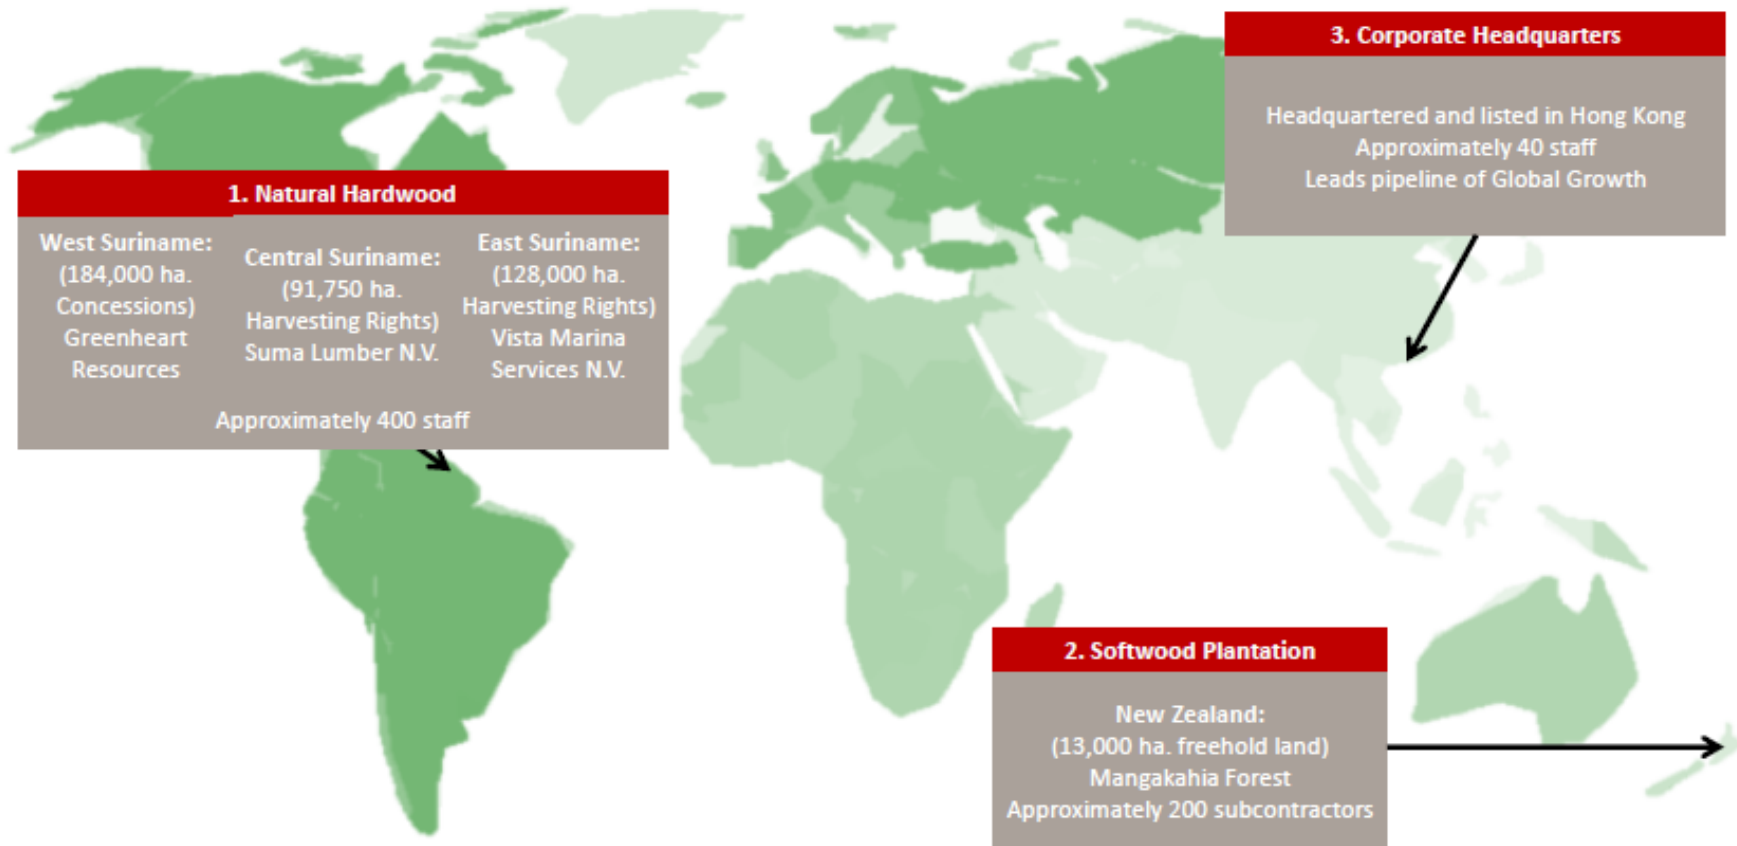 3. Corporate Headquarters
Headquartered and listed in Hong Kong
Approximately 40 staff
Leads pipeline of Global Growth
1. Natural Hardwood
West Suriname:
(184,000 ha.
Concessions)
Greenheart
Resources
Central Suriname:
(91,750 ha.
Harvesting Rights)
Suma Lumber N.V.
East Suriname:
(128,000 ha.
Harvesting Rights)
Vista Marina
Services N.V.
Approximately 400 staff
2. Softwood Plantation
New Zealand:
(13,000 ha. freehold land)
Mangakahia Forest
Approximately 200 subcontractors